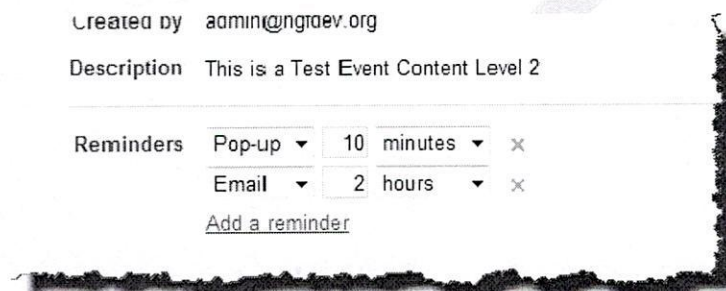 Created by admin@ngfdev.org
Description This is a Test Event Content Level 2
Reminders Pop-up 10 minutes ×
Email 2 hours ×
Add a reminder